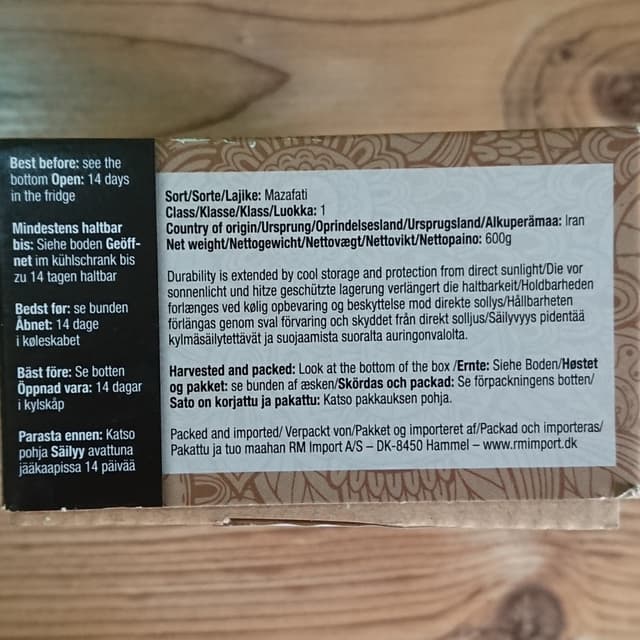 Best before: see the
bottom Open: 14 days
in the fridge
Mindestens haltbar
bis: Siehe boden Geöff-
net im kühlschrank bis
zu 14 tagen haltbar
Bedst før: se bunden
Åbnet: 14 dage
i køleskabet
Bäst före: Se botten
Öppnad vara: 14 dagar
i kylskåp
Parasta ennen: Katso
pohja Säilyy avattuna
jääkaapissa 14 päivää
Sort/Sorte/Lajike: Mazafati
Class/Klasse/Klass/Luokka: 1
Country of origin/Ursprung/Oprindelsesland/Ursprugsland/Alkuperämaa: Iran
Net weight/Nettogewicht/Nettovægt/Nettovikt/Nettopaino: 600g
Durability is extended by cool storage and protection from direct sunlight/Die vor
sonnenlicht und hitze geschützte lagerung verlängert die haltbarkeit/Holdbarheden
forlænges ved kølig opbevaring og beskyttelse mod direkte sollys/Hållbarheten
förlängas genom sval förvaring och skyddet från direkt solljus/Säilyvyys pidentää
kylmäsäilytettävät ja suojaamista suoralta auringonvalolta.
Harvested and packed: Look at the bottom of the box /Ernte: Siehe Boden/Høstet
og pakket: se bunden af æsken/Skördas och packad: Se förpackningens botten/
Sato on korjattu ja pakattu: Katso pakkauksen pohja.
Packed and imported/ Verpackt von/Pakket og importeret af/Packad och importeras/
Pakattu ja tuo maahan RM Import A/S – DK-8450 Hammel – www.rmimport.dk